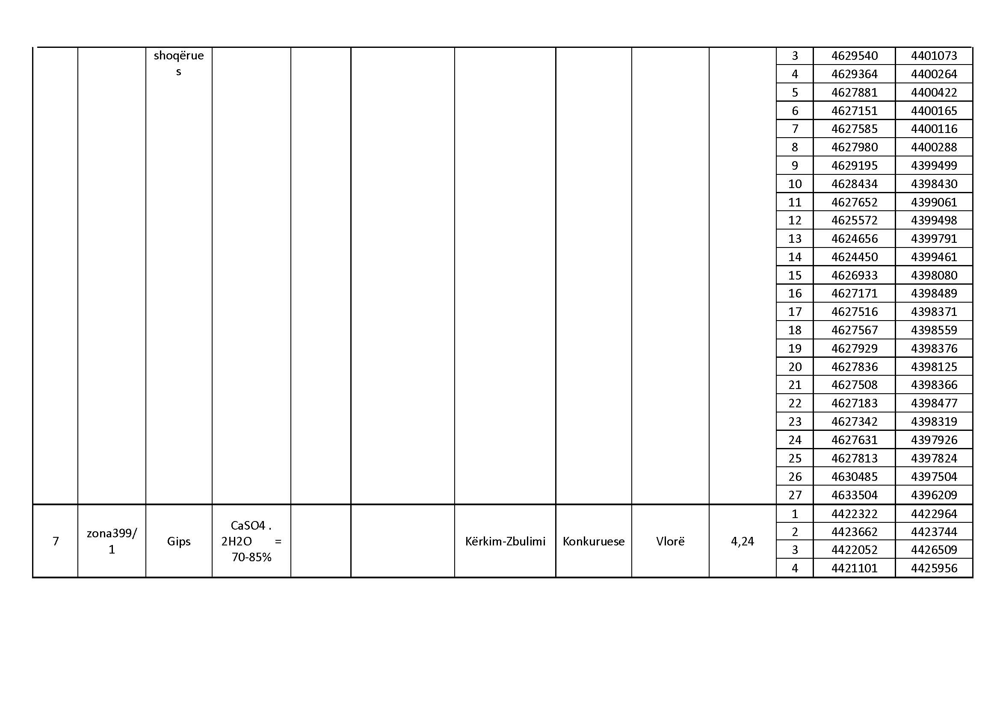 shoqërue
s
3 4629540 4401073
4 4629364 4400264
5 4627881 4400422
6 4627151 4400165
7 4627585 4400116
8 4627980 4400288
9 4629195 4399499
10 4628434 4398430
11 4627652 4399061
12 4625572 4399498
13 4624656 4399791
14 4624450 4399461
15 4626933 4398080
16 4627171 4398489
17 4627516 4398371
18 4627567 4398559
19 4627929 4398376
20 4627836 4398125
21 4627508 4398366
22 4627183 4398477
23 4627342 4398319
24 4627631 4397926
25 4627813 4397824
26 4630485 4397504
27 4633504 4396209
7
zona399/
1
Gips
CaSO4 .
2H2O =
70-85%
Kërkim-Zbulimi
Konkuruese
Vlorë
4,24
1 4422322 4422964
2 4423662 4423744
3 4422052 4426509
4 4421101 4425956